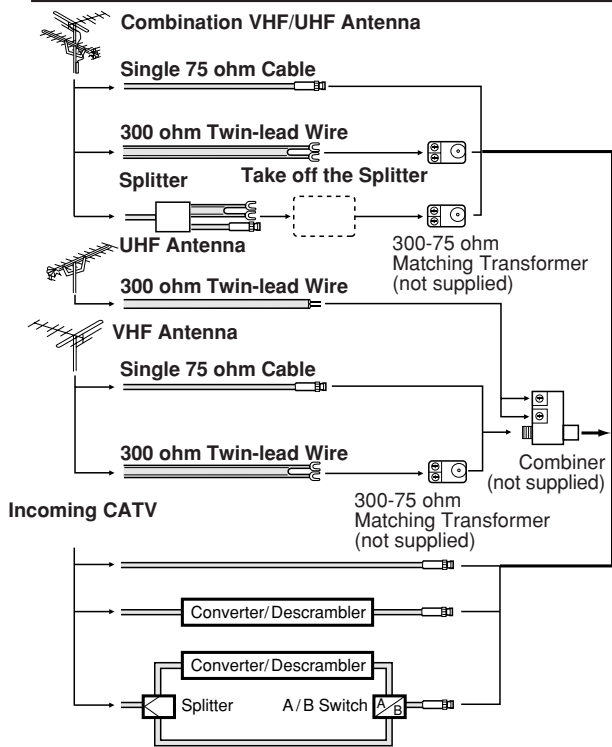 Combination VHF/UHF Antenna
Single 75 ohm Cable
300 ohm Twin-lead Wire
Splitter
Take off the Splitter
UHF Antenna
300-75 ohm
Matching Transformer
(not supplied)
300 ohm Twin-lead Wire
VHF Antenna
Single 75 ohm Cable
300 ohm Twin-lead Wire
Combiner
(not supplied)
300-75 ohm
Matching Transformer
(not supplied)
Incoming CATV
Converter/Descrambler
Converter/Descrambler
Splitter
A/B Switch
A
B